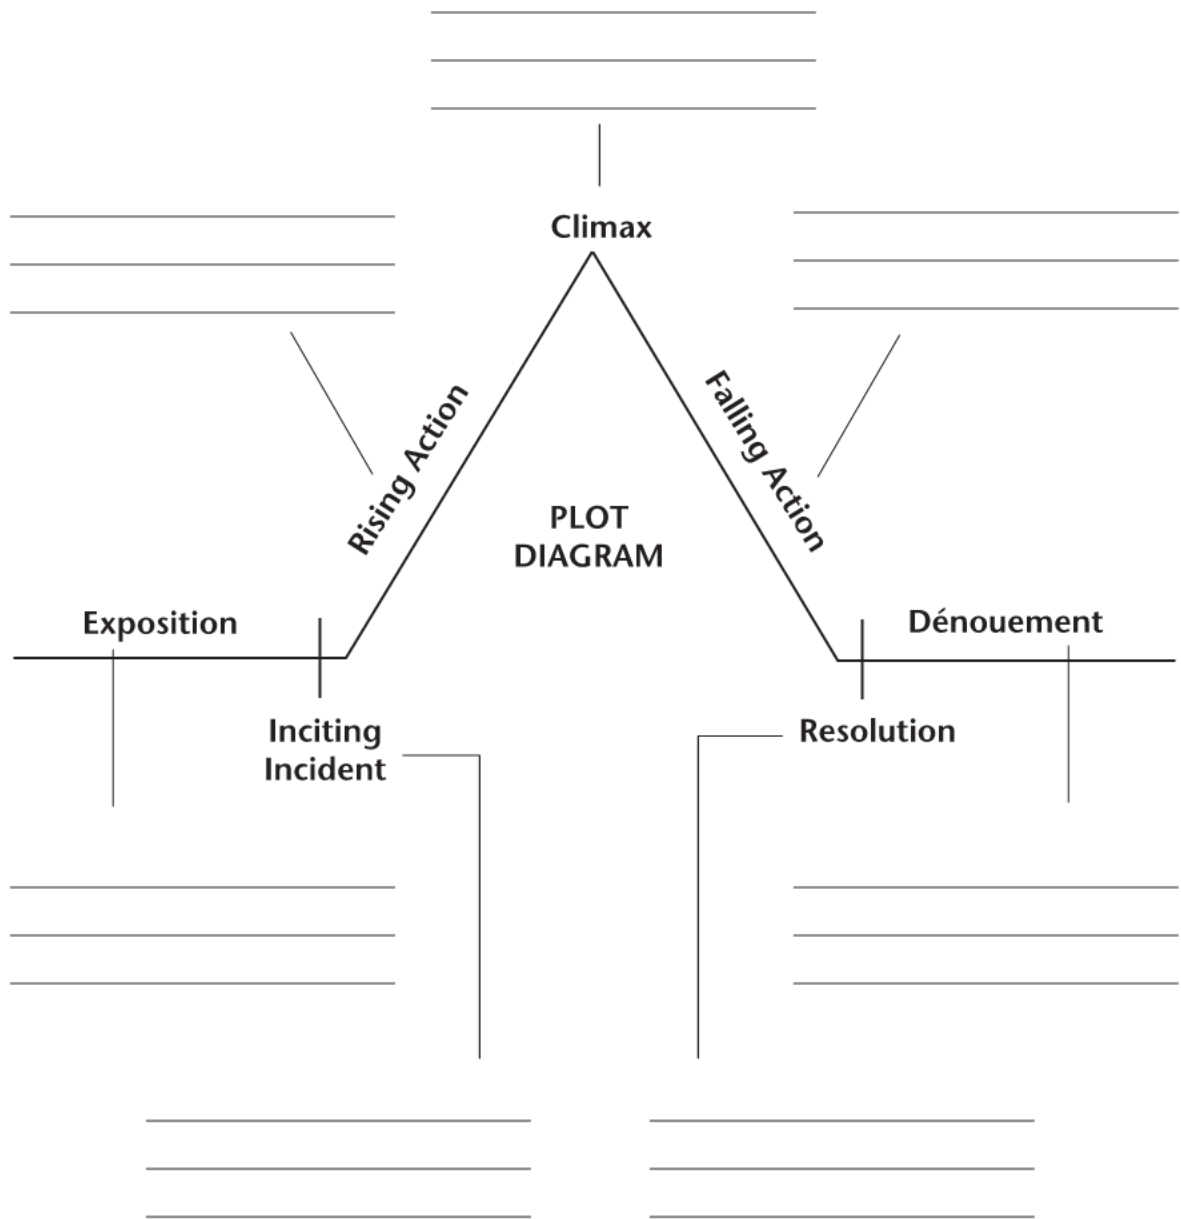 Climax
Rising Action
Falling Action
PLOT
DIAGRAM
Exposition
Dénouement
Inciting
Incident
Resolution